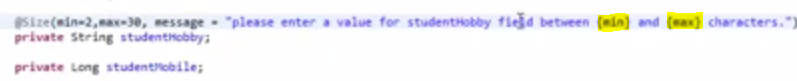 @Size(min=2,max=30, message = "please enter a value for studentHobby field between {min} and {max} characters.")
private String studentHobby;
private Long studentMobile;